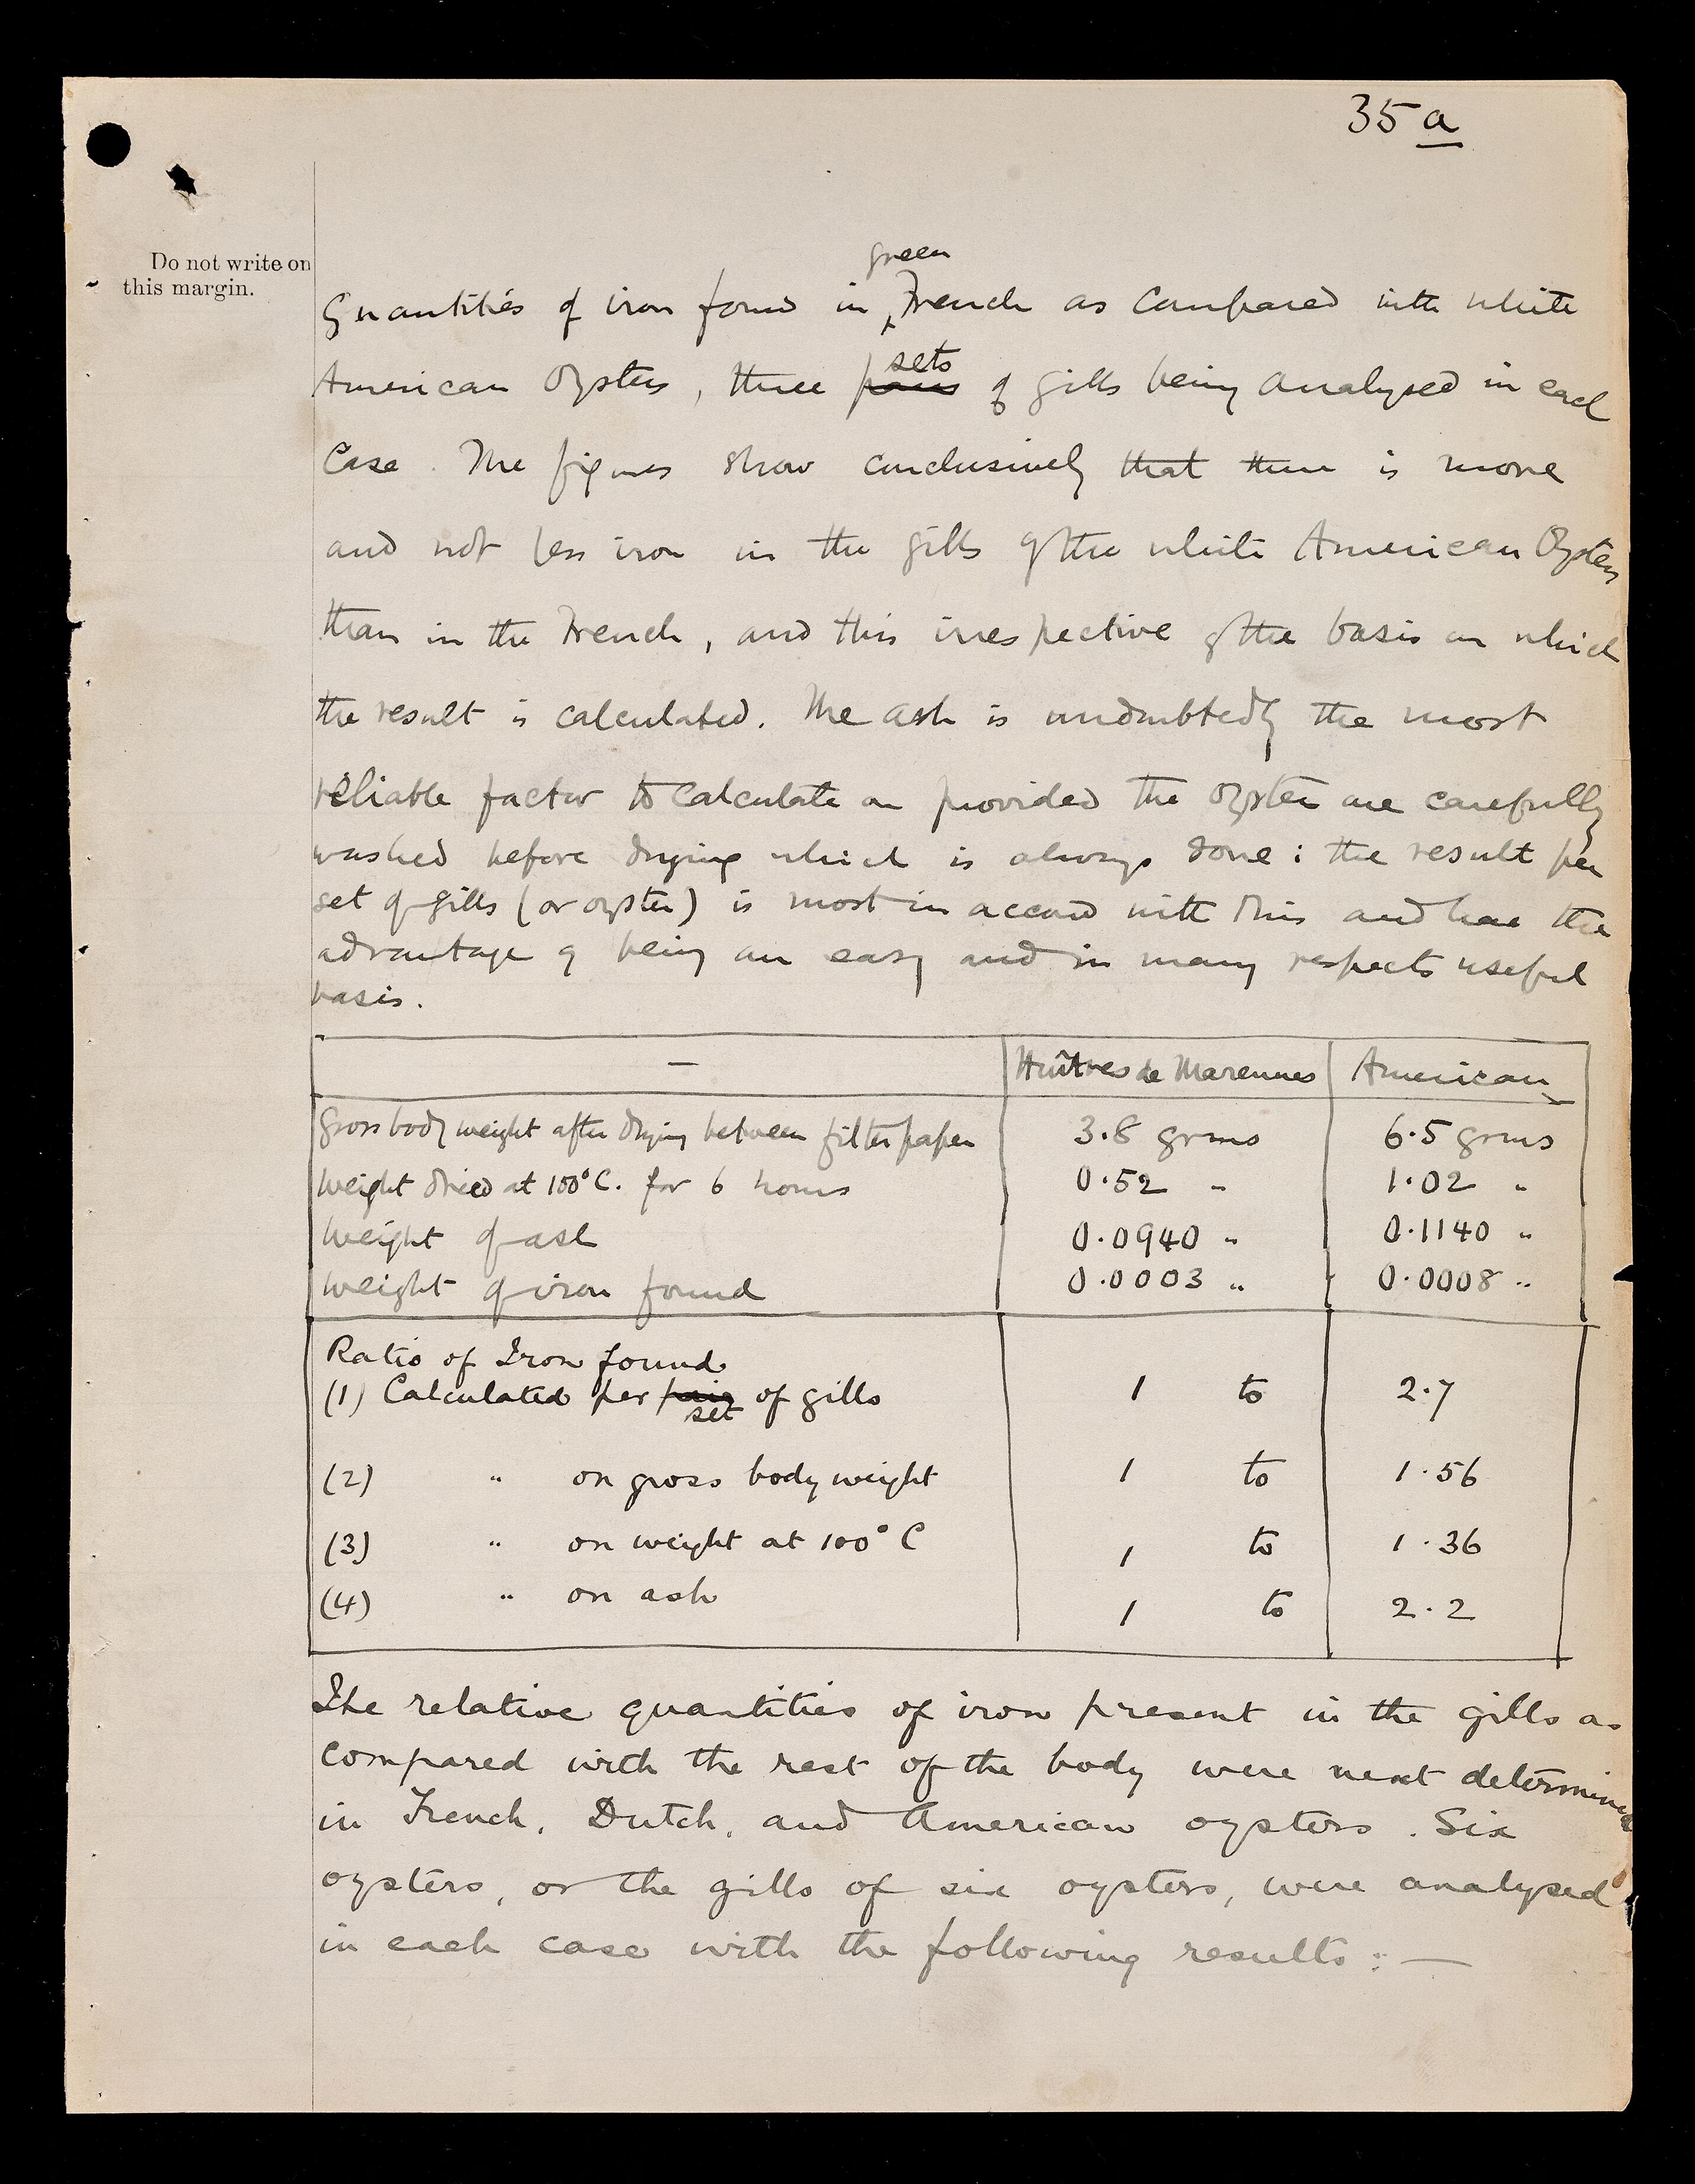 35a
Do not write on
this margin.
green
Quantities of iron found in French as compared with white
sets
American Oysters, three pairs of gills being analysed in each
case. The figures show conclusively that there is more
and not less iron in the gills of the white American Oysters
than in the French, and this irrespective of the basis on which
the result is calculated. The ash is undoubtedly the most
reliable factor to calculate on provided the oyster are carefully
washed before drying which is always done: the result per
set of gills (or oyster) is most in accord with this and has the
advantage of being an easy and in many respects useful
basis.
— Huîtres de Marennes American
Gross body weight after drying between filter paper 3.8 grms 6.5 grms
Weight dried at 100°C. for 6 hours 0.52 " 1.02 "
Weight of ash 0.0940 " 0.1140 "
Weight of iron found 0.0003 " 0.0008 "
Ratio of Iron found
(1) Calculated per pair of gills 1 to 2.7
set
(2) " on gross body weight 1 to 1.56
(3) " on weight at 100° C 1 to 1.36
(4) " on ash 1 to 2.2
The relative quantities of iron present in the gills as
compared with the rest of the body were next determined
in French, Dutch, and American oysters. Six
oysters, or the gills of six oysters, were analysed
in each case with the following results:—